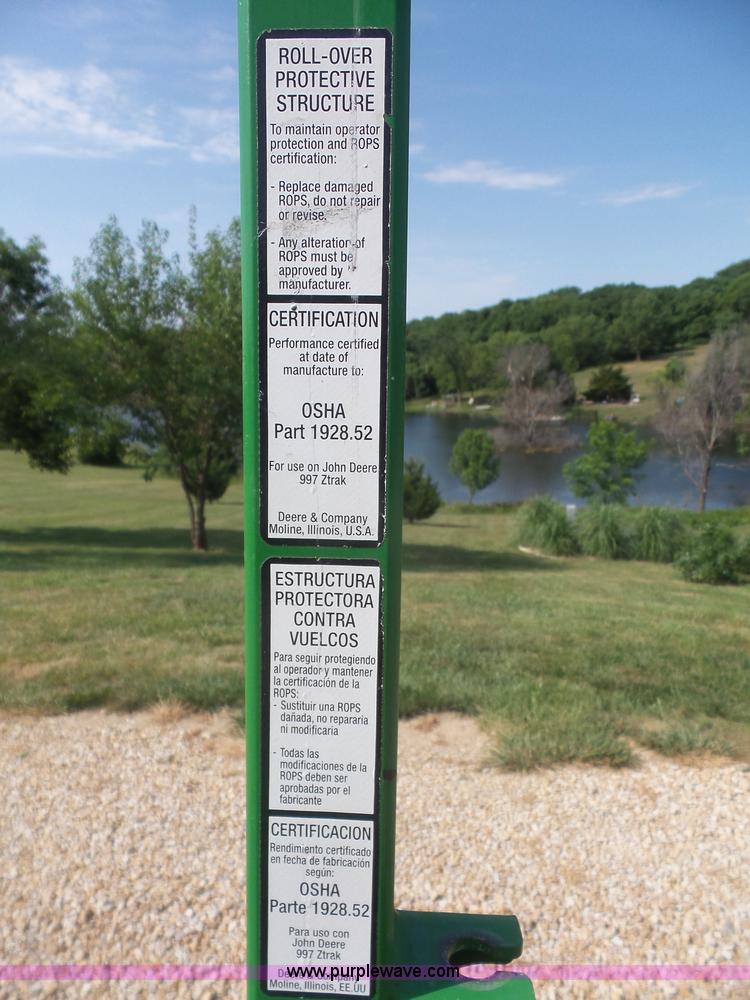 ROLL-OVER
PROTECTIVE
STRUCTURE
To maintain operator
protection and ROPS
certification:
- Replace damaged
ROPS, do not repair
or revise.
- Any alteration of
ROPS must be
approved by
manufacturer.
CERTIFICATION
Performance certified
at date of
manufacture to:
OSHA
Part 1928.52
For use on John Deere
997 Ztrak
Deere & Company
Moline, Illinois, U.S.A.
ESTRUCTURA
PROTECTORA
CONTRA
VUELCOS
Para seguir protegiendo
al operador y mantener
la certificación de la
ROPS:
- Sustituir una ROPS
dañada, no repararia
ni modificaria
- Todas las
modificaciones de la
ROPS deben ser
aprobadas por el
fabricante
CERTIFICACION
Rendimiento certificado
en fecha de fabricación
según:
OSHA
Parte 1928.52
Para uso con
John Deere
997 Ztrak
Deere & Company
www.purplewave.com
Moline, Illinois, EE.UU